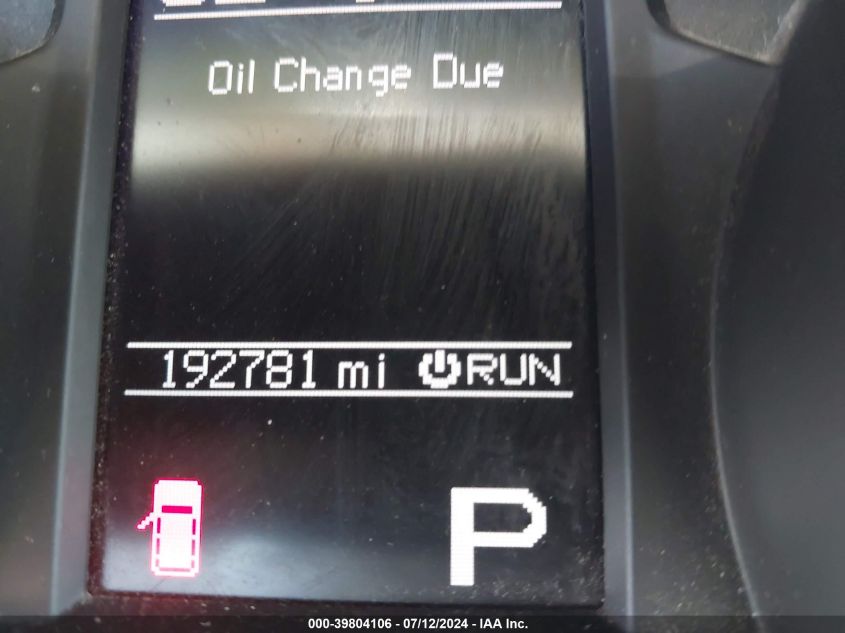 Oil Change Due
192781 mi RUN
P
000-39804106 - 07/12/2024 - IAA Inc.